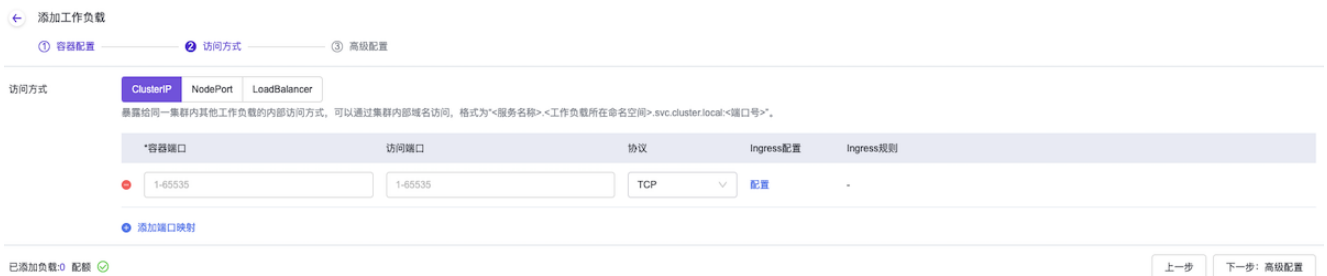 添加工作负载
① 容器配置 ② 访问方式 ③ 高级配置
访问方式 ClusterIP NodePort LoadBalancer
暴露给同一集群内其他工作负载的内部访问方式，可以通过集群内部域名访问，格式为“<服务名称>.<工作负载所在命名空间>.svc.cluster.local:<端口号>”。
*容器端口 访问端口 协议 Ingress配置 Ingress规则
1-65535 1-65535 TCP 配置 -
添加端口映射
已添加负载:0 配额 上一步 下一步：高级配置